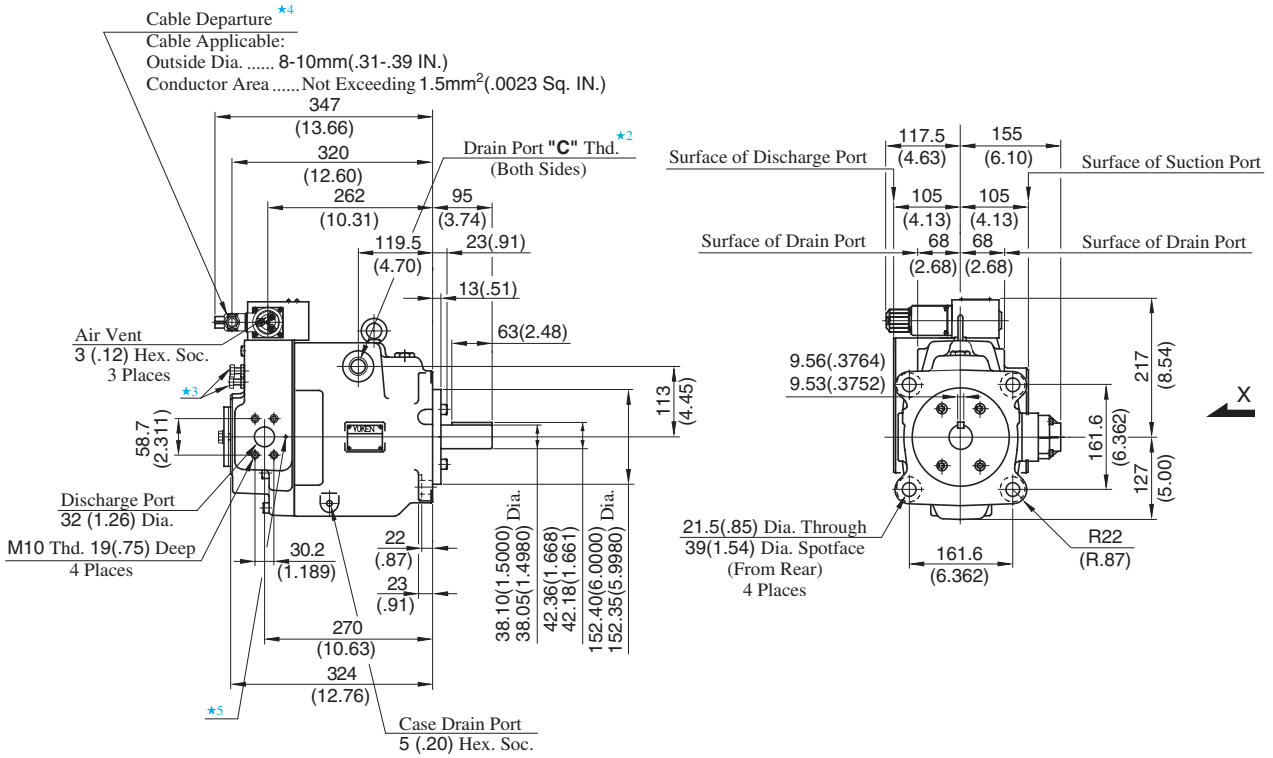 Cable Departure ★4
Cable Applicable:
Outside Dia. ...... 8-10mm(.31-.39 IN.)
Conductor Area ...... Not Exceeding 1.5mm²(.0023 Sq. IN.)
347
(13.66)
320
(12.60)
262
(10.31)
119.5
(4.70)
Drain Port "C" Thd. ★2
(Both Sides)
95
(3.74)
23(.91)
13(.51)
63(2.48)
Air Vent
3 (.12) Hex. Soc.
3 Places
★3
58.7
(2.311)
YUKEN
113
(4.45)
Discharge Port
32 (1.26) Dia.
M10 Thd. 19(.75) Deep
4 Places
30.2
(1.189)
22
(.87)
23
(.91)
270
(10.63)
324
(12.76)
★5
Case Drain Port
5 (.20) Hex. Soc.
38.10(1.5000) Dia.
38.05(1.4980)
42.36(1.668)
42.18(1.661)
152.40(6.0000) Dia.
152.35(5.9980)
117.5
(4.63)
155
(6.10)
Surface of Discharge Port
Surface of Suction Port
105
(4.13)
105
(4.13)
Surface of Drain Port
68
(2.68)
68
(2.68)
Surface of Drain Port
9.56(.3764)
9.53(.3752)
217
(8.54)
161.6
(6.362)
127
(5.00)
X
21.5(.85) Dia. Through
39(1.54) Dia. Spotface
(From Rear)
4 Places
161.6
(6.362)
R22
(R.87)